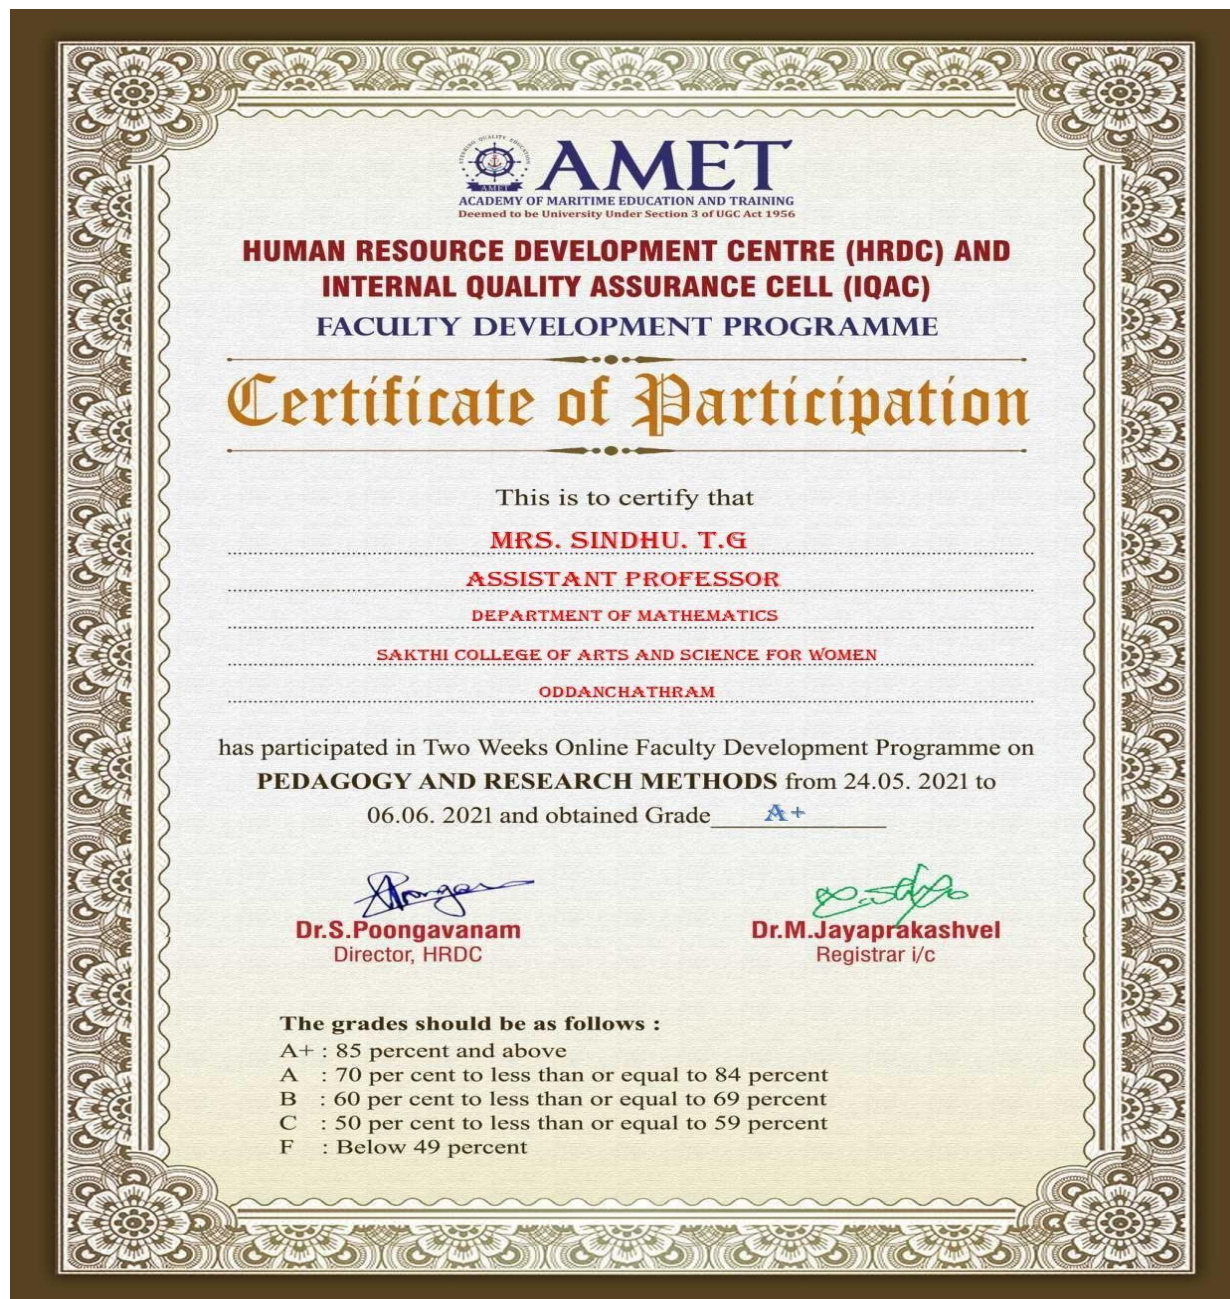 STEERING QUALITY EDUCATION
AMET
AMET
ACADEMY OF MARITIME EDUCATION AND TRAINING
Deemed to be University Under Section 3 of UGC Act 1956
HUMAN RESOURCE DEVELOPMENT CENTRE (HRDC) AND
INTERNAL QUALITY ASSURANCE CELL (IQAC)
FACULTY DEVELOPMENT PROGRAMME
Certificate of Participation
This is to certify that
MRS. SINDHU. T.G
ASSISTANT PROFESSOR
DEPARTMENT OF MATHEMATICS
SAKTHI COLLEGE OF ARTS AND SCIENCE FOR WOMEN
ODDANCHATHRAM
has participated in Two Weeks Online Faculty Development Programme on
PEDAGOGY AND RESEARCH METHODS from 24.05. 2021 to
06.06. 2021 and obtained Grade A+
Dr.S.Poongavanam Dr.M.Jayaprakashvel
Director, HRDC Registrar i/c
The grades should be as follows :
A+ : 85 percent and above
A : 70 per cent to less than or equal to 84 percent
B : 60 per cent to less than or equal to 69 percent
C : 50 per cent to less than or equal to 59 percent
F : Below 49 percent